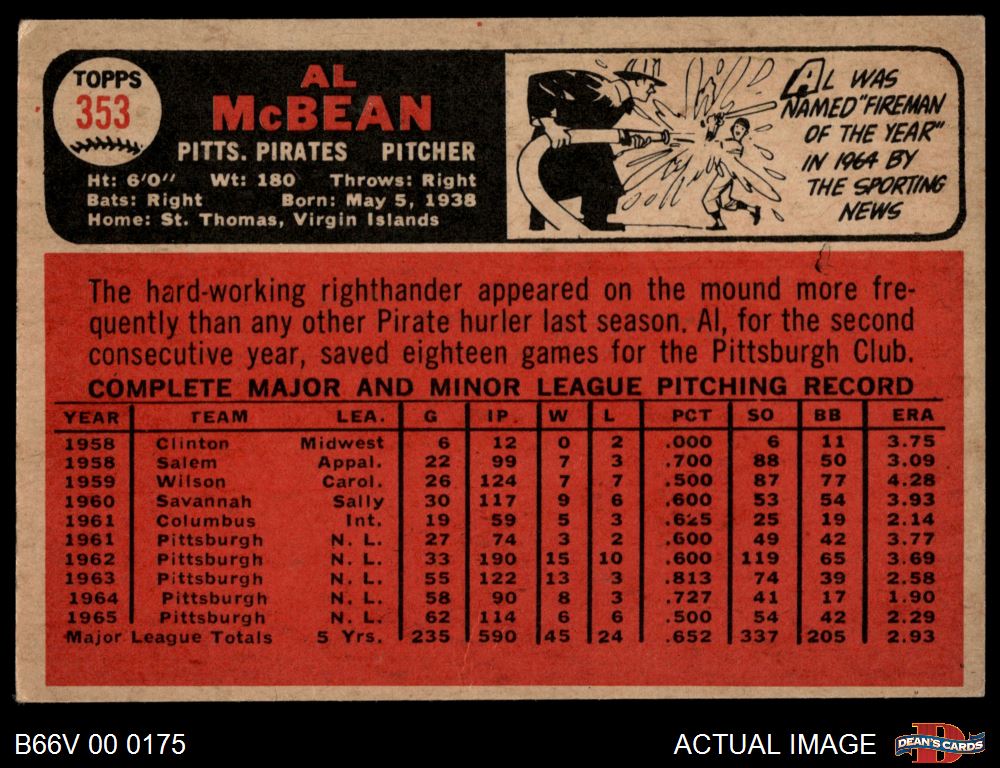 TOPPS
353
AL
McBEAN
PITTS. PIRATES PITCHER
Ht: 6'0" Wt: 180 Throws: Right
Bats: Right Born: May 5, 1938
Home: St. Thomas, Virgin Islands
AL WAS
NAMED "FIREMAN
OF THE YEAR"
IN 1964 BY
THE SPORTING
NEWS
The hard-working righthander appeared on the mound more fre-
quently than any other Pirate hurler last season. Al, for the second
consecutive year, saved eighteen games for the Pittsburgh Club.
COMPLETE MAJOR AND MINOR LEAGUE PITCHING RECORD
YEAR TEAM LEA. G IP W L PCT SO BB ERA
1958 Clinton Midwest 6 12 0 2 .000 6 11 3.75
1958 Salem Appal. 22 99 7 3 .700 88 50 3.09
1959 Wilson Carol. 26 124 7 7 .500 87 77 4.28
1960 Savannah Sally 30 117 9 6 .600 53 54 3.93
1961 Columbus Int. 19 59 5 3 .625 25 19 2.14
1961 Pittsburgh N. L. 27 74 3 2 .600 49 42 3.77
1962 Pittsburgh N. L. 33 190 15 10 .600 119 65 3.69
1963 Pittsburgh N. L. 55 122 13 3 .813 74 39 2.58
1964 Pittsburgh N. L. 58 90 8 3 .727 41 17 1.90
1965 Pittsburgh N. L. 62 114 6 6 .500 54 42 2.29
Major League Totals 5 Yrs. 235 590 45 24 .652 337 205 2.93
B66V 00 0175
ACTUAL IMAGE
D
DEAN'S CARDS